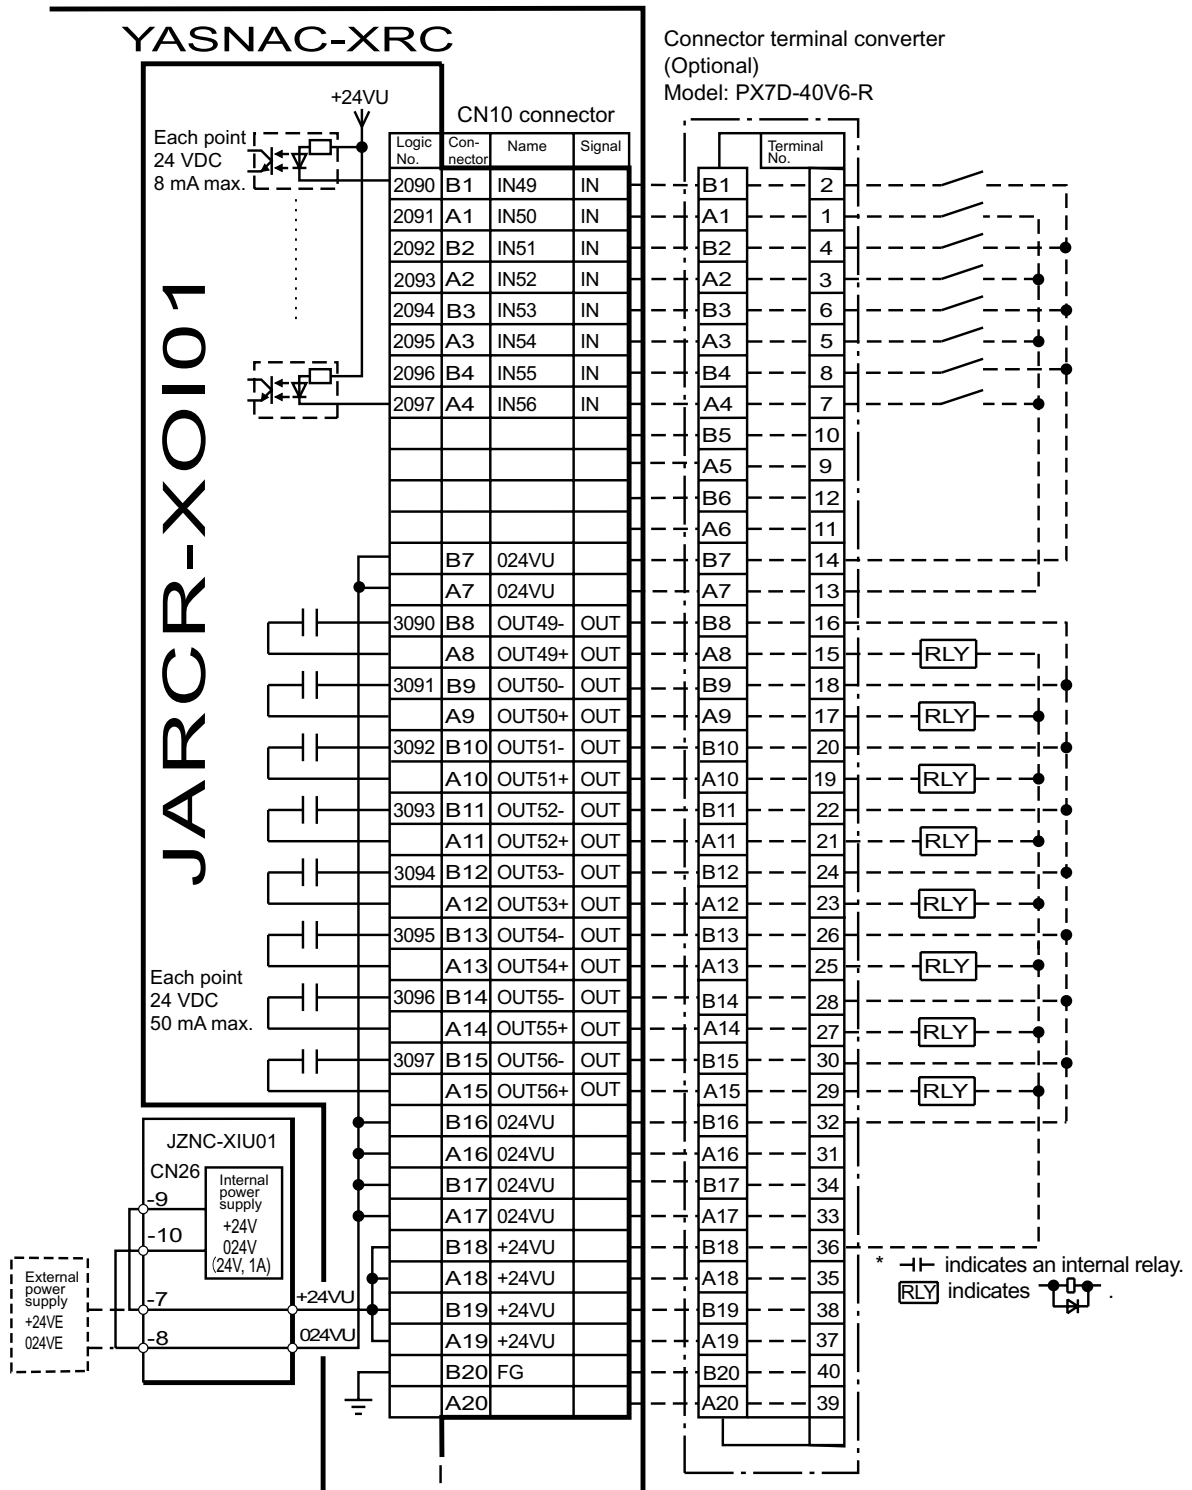 YASNAC-XRC
Connector terminal converter
(Optional)
Model: PX7D-40V6-R
+24VU
CN10 connector
Each point
24 VDC
8 mA max.
JARCR-XOI01
Logic No. Con-nector Name Signal
Terminal No.
2090 B1 IN49 IN B1 2
2091 A1 IN50 IN A1 1
2092 B2 IN51 IN B2 4
2093 A2 IN52 IN A2 3
2094 B3 IN53 IN B3 6
2095 A3 IN54 IN A3 5
2096 B4 IN55 IN B4 8
2097 A4 IN56 IN A4 7
B5 10
A5 9
B6 12
A6 11
B7 024VU B7 14
A7 024VU A7 13
3090 B8 OUT49- OUT B8 16
A8 OUT49+ OUT A8 15 RLY
3091 B9 OUT50- OUT B9 18
A9 OUT50+ OUT A9 17 RLY
3092 B10 OUT51- OUT B10 20
A10 OUT51+ OUT A10 19 RLY
3093 B11 OUT52- OUT B11 22
A11 OUT52+ OUT A11 21 RLY
3094 B12 OUT53- OUT B12 24
A12 OUT53+ OUT A12 23 RLY
3095 B13 OUT54- OUT B13 26
A13 OUT54+ OUT A13 25 RLY
3096 B14 OUT55- OUT B14 28
A14 OUT55+ OUT A14 27 RLY
3097 B15 OUT56- OUT B15 30
A15 OUT56+ OUT A15 29 RLY
B16 024VU B16 32
A16 024VU A16 31
B17 024VU B17 34
A17 024VU A17 33
B18 +24VU B18 36
A18 +24VU A18 35
B19 +24VU B19 38
A19 +24VU A19 37
B20 FG B20 40
A20 A20 39
Each point
24 VDC
50 mA max.
JZNC-XIU01
CN26
Internal
power
supply
+24V
024V
(24V, 1A)
-9
-10
-7
-8
+24VU
024VU
External
power
supply
+24VE
024VE
* indicates an internal relay.
RLY indicates .